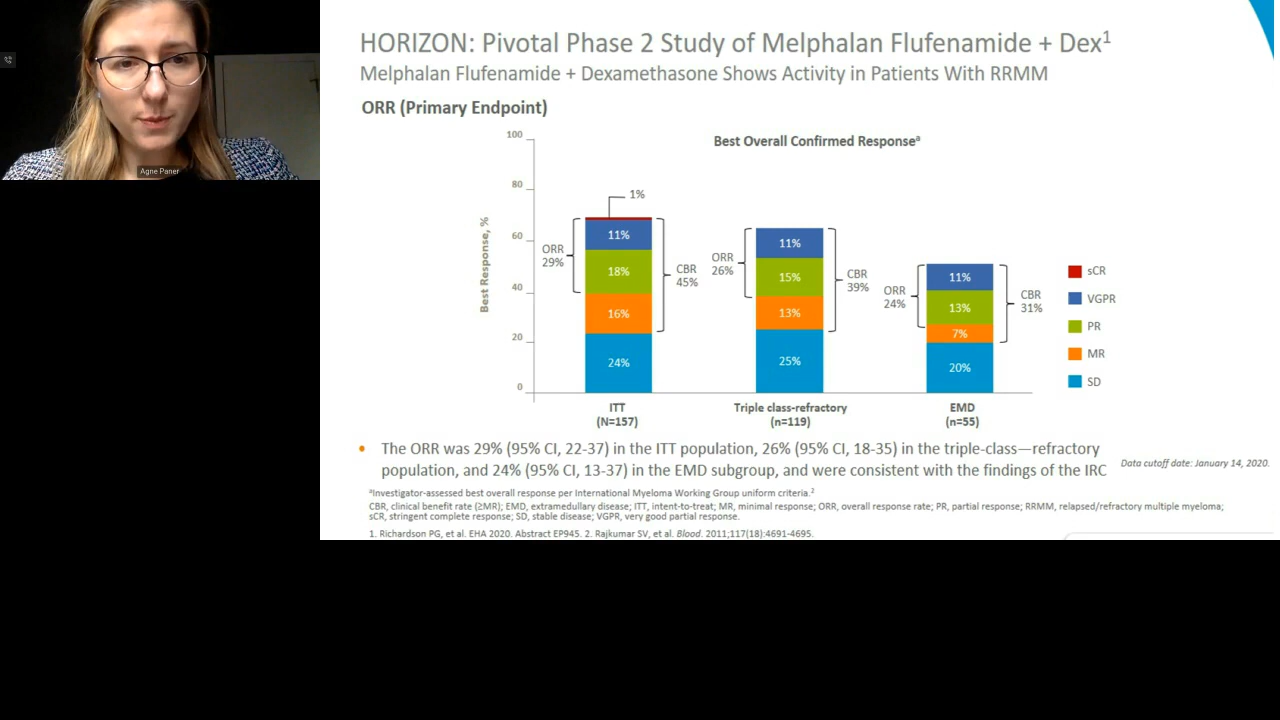 Agne Paner
HORIZON: Pivotal Phase 2 Study of Melphalan Flufenamide + Dex1
Melphalan Flufenamide + Dexamethasone Shows Activity in Patients With RRMM
ORR (Primary Endpoint)
Best Overall Confirmed Responsea
Best Response, %
100
80
60
40
20
0
1%
11%
18%
16%
24%
ORR
29%
CBR
45%
11%
15%
13%
25%
ORR
26%
CBR
39%
11%
13%
7%
20%
ORR
24%
CBR
31%
sCR
VGPR
PR
MR
SD
ITT
(N=157)
Triple class-refractory
(n=119)
EMD
(n=55)
• The ORR was 29% (95% CI, 22-37) in the ITT population, 26% (95% CI, 18-35) in the triple-class—refractory
population, and 24% (95% CI, 13-37) in the EMD subgroup, and were consistent with the findings of the IRC
Data cutoff date: January 14, 2020.
aInvestigator-assessed best overall response per International Myeloma Working Group uniform criteria.2
CBR, clinical benefit rate (≥MR); EMD, extramedullary disease; ITT, intent-to-treat; MR, minimal response; ORR, overall response rate; PR, partial response; RRMM, relapsed/refractory multiple myeloma;
sCR, stringent complete response; SD, stable disease; VGPR, very good partial response.
1. Richardson PG, et al. EHA 2020. Abstract EP945. 2. Rajkumar SV, et al. Blood. 2011;117(18):4691-4695.